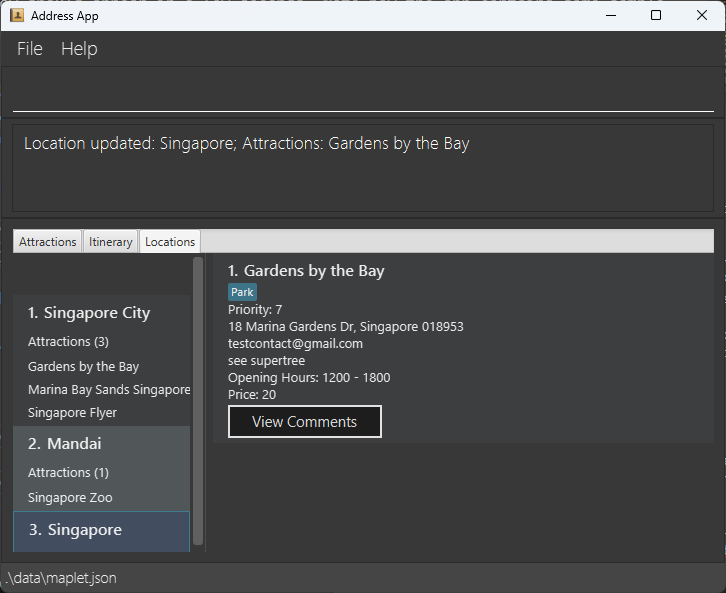 Address App
File Help
Location updated: Singapore; Attractions: Gardens by the Bay
Attractions Itinerary Locations
1. Singapore City
Attractions (3)
Gardens by the Bay
Marina Bay Sands Singapore
Singapore Flyer
2. Mandai
Attractions (1)
Singapore Zoo
3. Singapore
1. Gardens by the Bay
Park
Priority: 7
18 Marina Gardens Dr, Singapore 018953
testcontact@gmail.com
see supertree
Opening Hours: 1200 - 1800
Price: 20
View Comments
.\data\maplet.json